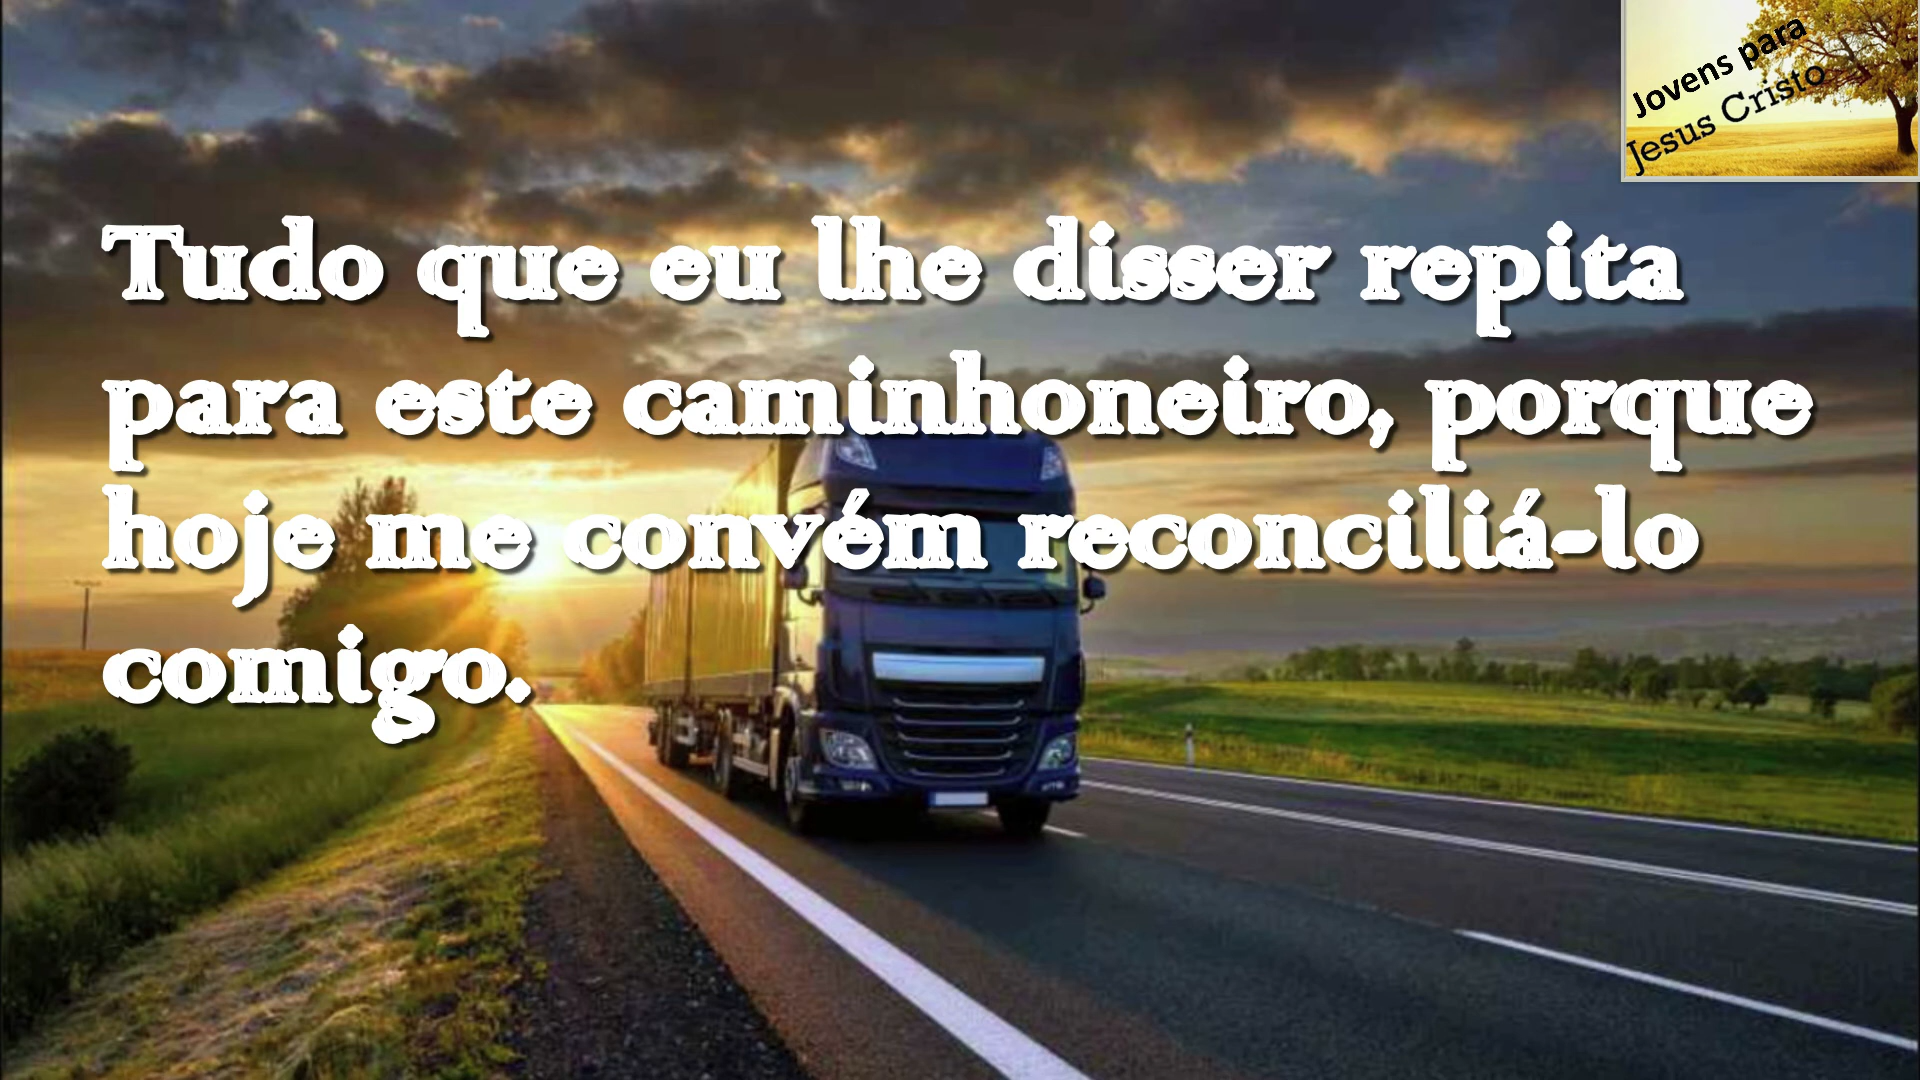 Jovens para
Jesus Cristo
Tudo que eu lhe disser repita
para este caminhoneiro, porque
hoje me convém reconciliá-lo
comigo.